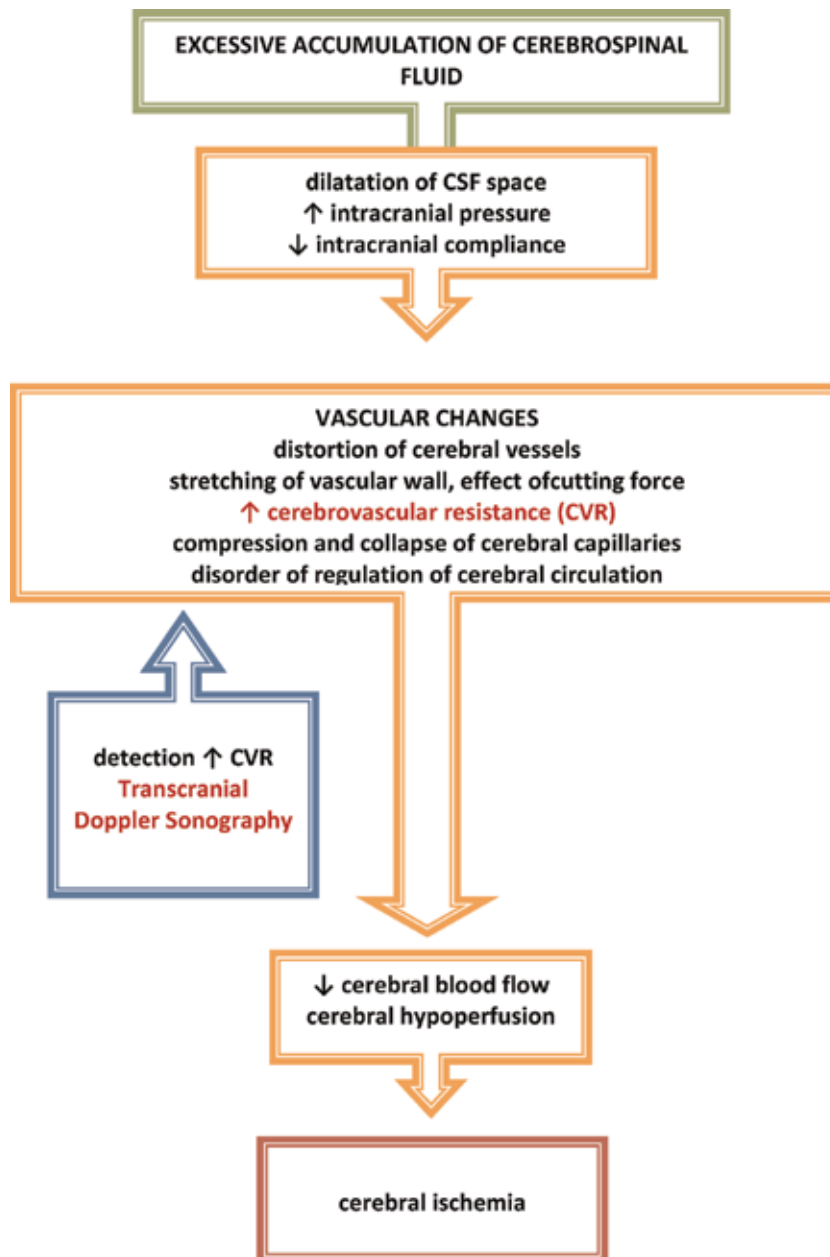 EXCESSIVE ACCUMULATION OF CEREBROSPINAL
FLUID
dilatation of CSF space
↑ intracranial pressure
↓ intracranial compliance
VASCULAR CHANGES
distortion of cerebral vessels
stretching of vascular wall, effect ofcutting force
↑ cerebrovascular resistance (CVR)
compression and collapse of cerebral capillaries
disorder of regulation of cerebral circulation
detection ↑ CVR
Transcranial
Doppler Sonography
↓ cerebral blood flow
cerebral hypoperfusion
cerebral ischemia